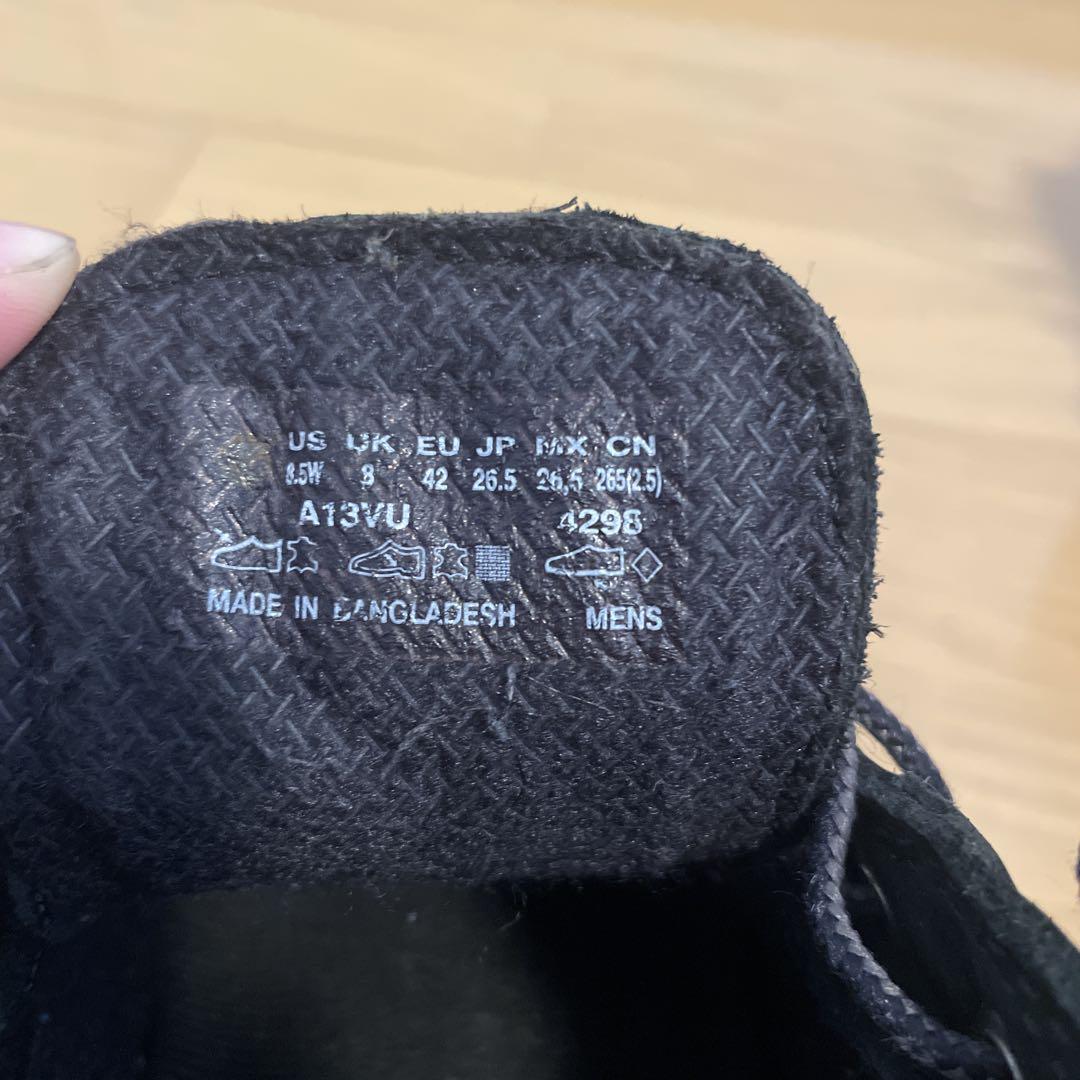 US UK EU JP MX CN
8.5W 8 42 26.5 26.5 265(2.5)
A13VU 4298
MADE IN BANGLADESH MENS